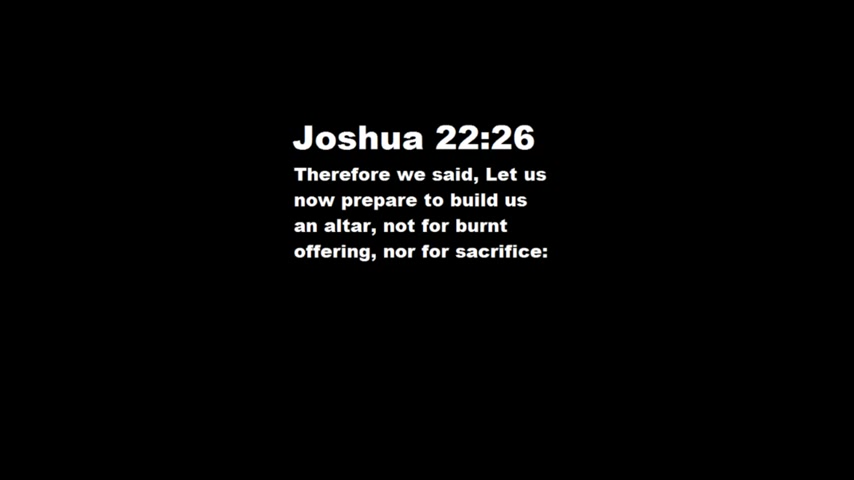 Joshua 22:26
Therefore we said, Let us
now prepare to build us
an altar, not for burnt
offering, nor for sacrifice: